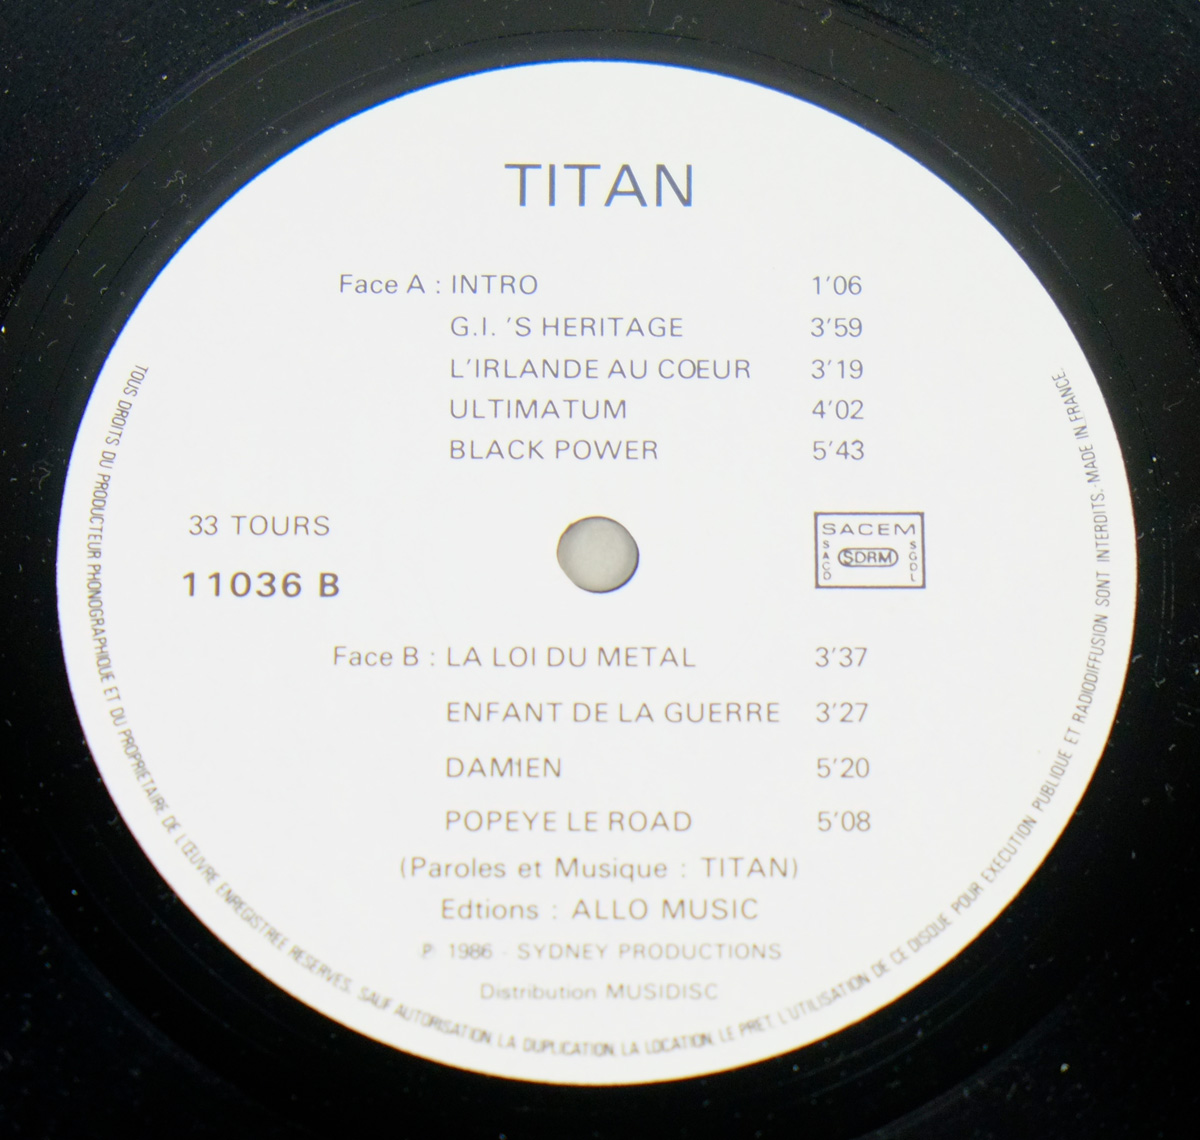 TITAN
Face A : INTRO 1'06
G.I. 'S HERITAGE 3'59
L'IRLANDE AU COEUR 3'19
ULTIMATUM 4'02
BLACK POWER 5'43
33 TOURS
11036 B
SACEM
SACD
SDRM
SGDL
Face B : LA LOI DU METAL 3'37
ENFANT DE LA GUERRE 3'27
DAMIEN 5'20
POPEYE LE ROAD 5'08
(Paroles et Musique : TITAN)
Edtions : ALLO MUSIC
℗ 1986 - SYDNEY PRODUCTIONS
Distribution MUSIDISC
TOUS DROITS DU PRODUCTEUR PHONOGRAPHIQUE ET DU PROPRIETAIRE DE L'ŒUVRE ENREGISTREE RESERVES. SAUF AUTORISATION, LA DUPLICATION, LA LOCATION, LE PRET, L'UTILISATION DE CE DISQUE POUR EXECUTION PUBLIQUE ET RADIODIFFUSION SONT INTERDITS. - MADE IN FRANCE.